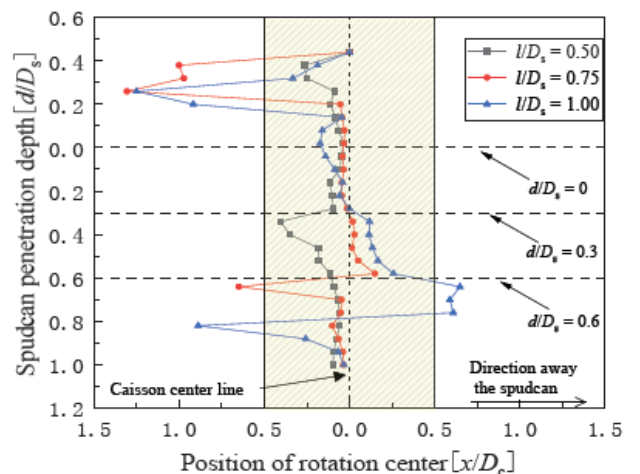 Spudcan penetration depth [d/Dₛ]
0.4
0.2
0.0
0.2
0.4
0.6
0.8
1.0
1.2
l/Dₛ = 0.50
l/Dₛ = 0.75
l/Dₛ = 1.00
d/Dₛ = 0
d/Dₛ = 0.3
d/Dₛ = 0.6
Caisson center line
Direction away
the spudcan
1.5 1.0 0.5 0.0 0.5 1.0 1.5
Position of rotation center [x/D